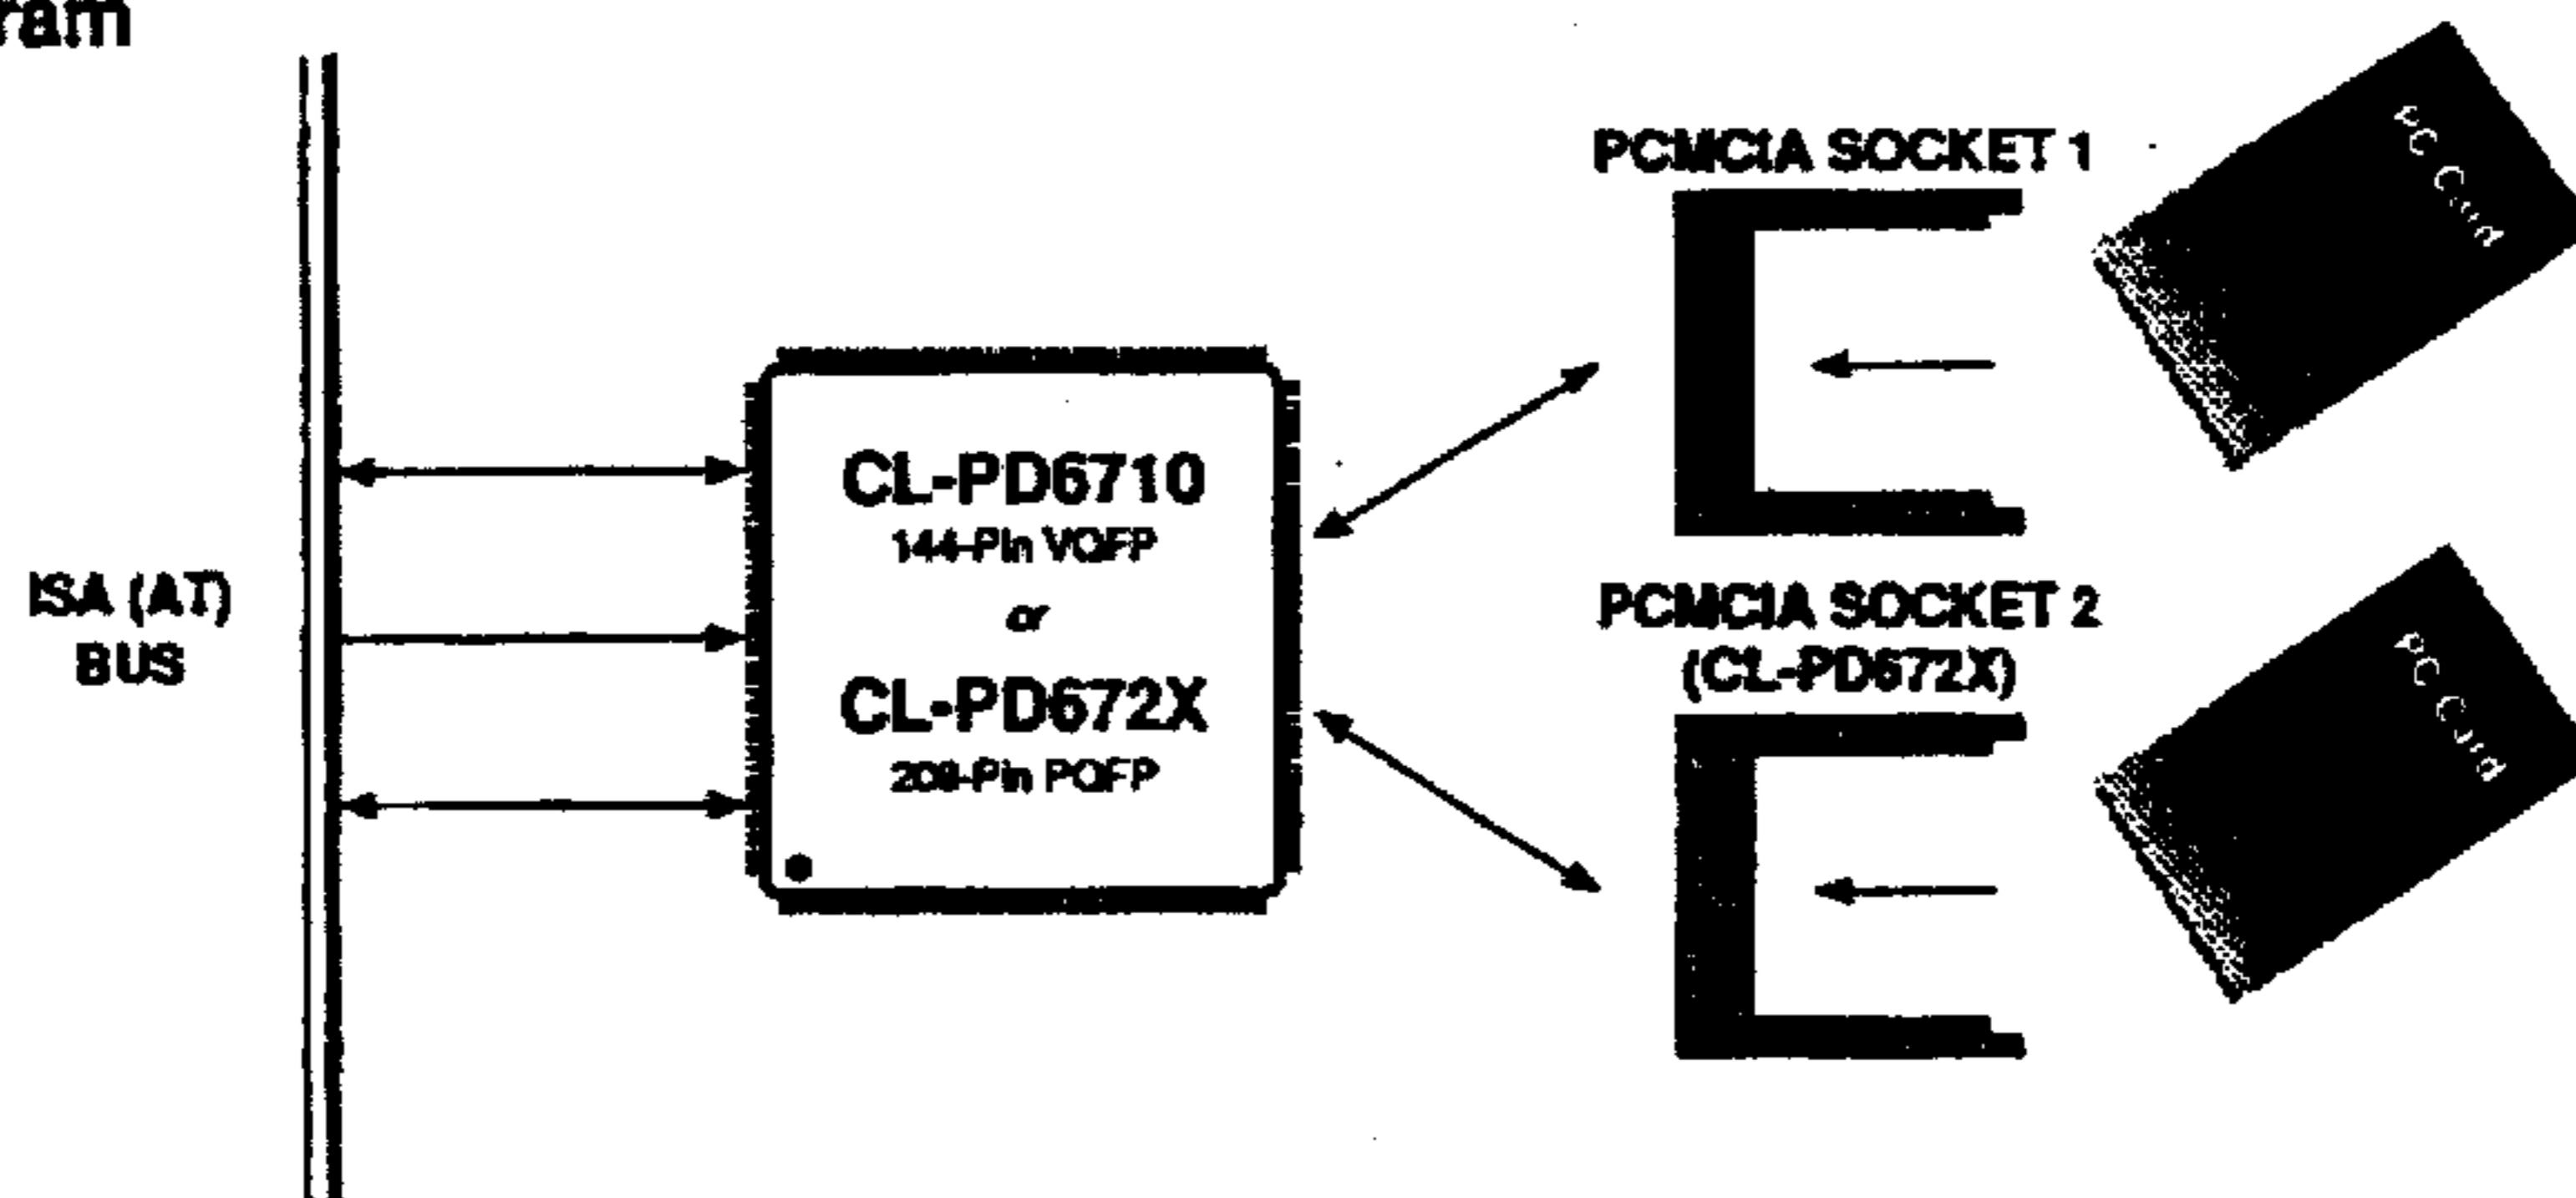 ram
PCMCIA SOCKET 1
PC Card
CL-PD6710
144-Pin VQFP
or
CL-PD672X
208-Pin PQFP
ISA (AT)
BUS
PCMCIA SOCKET 2
(CL-PD672X)
PC Card